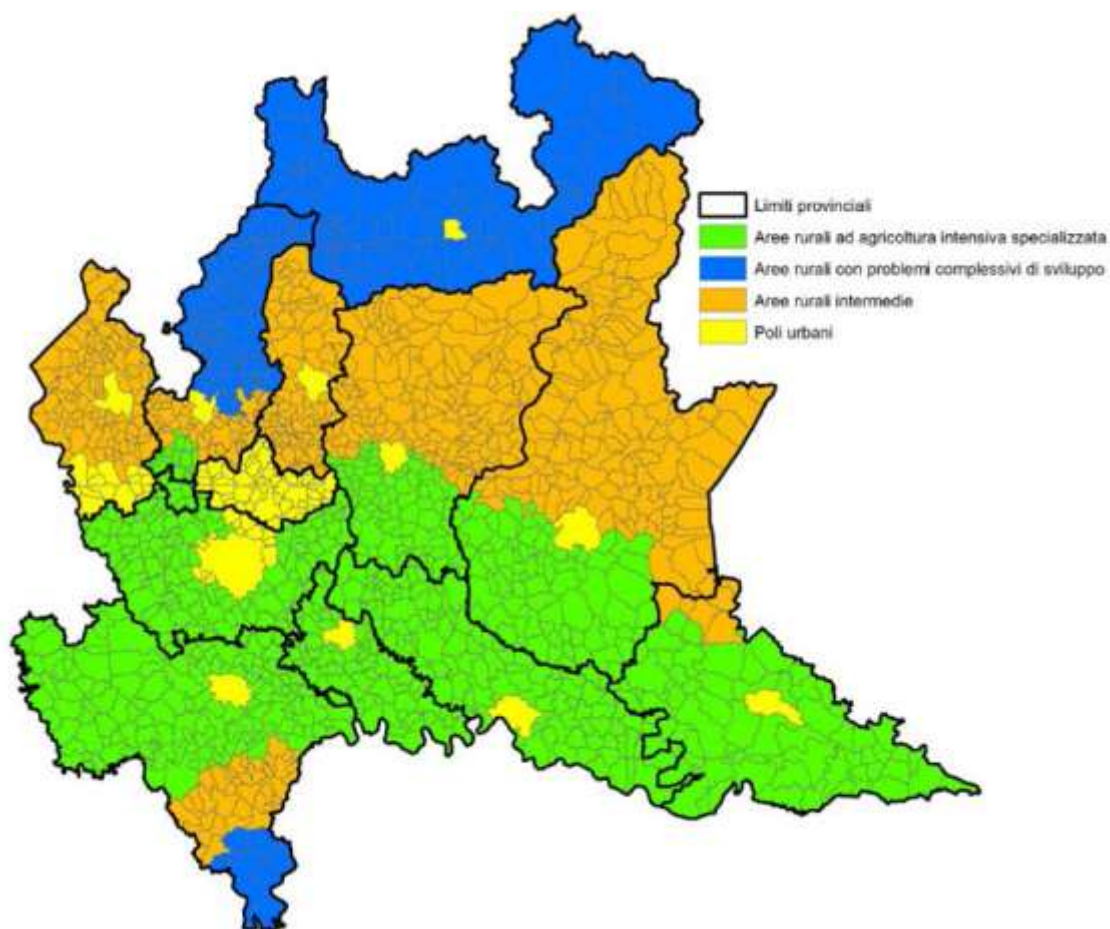 Limiti provinciali
Aree rurali ad agricoltura intensiva specializzata
Aree rurali con problemi complessivi di sviluppo
Aree rurali intermedie
Poli urbani